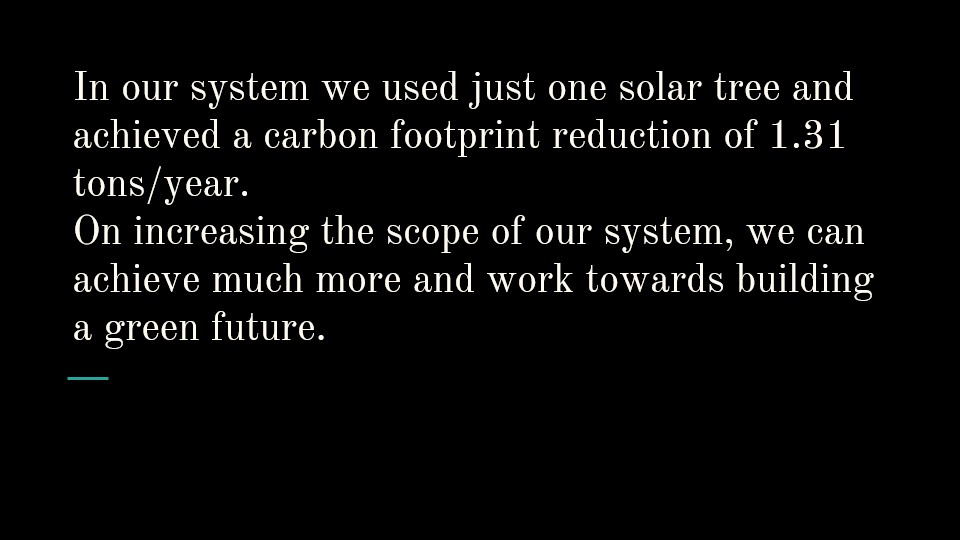 In our system we used just one solar tree and
achieved a carbon footprint reduction of 1.31
tons/year.
On increasing the scope of our system, we can
achieve much more and work towards building
a green future.